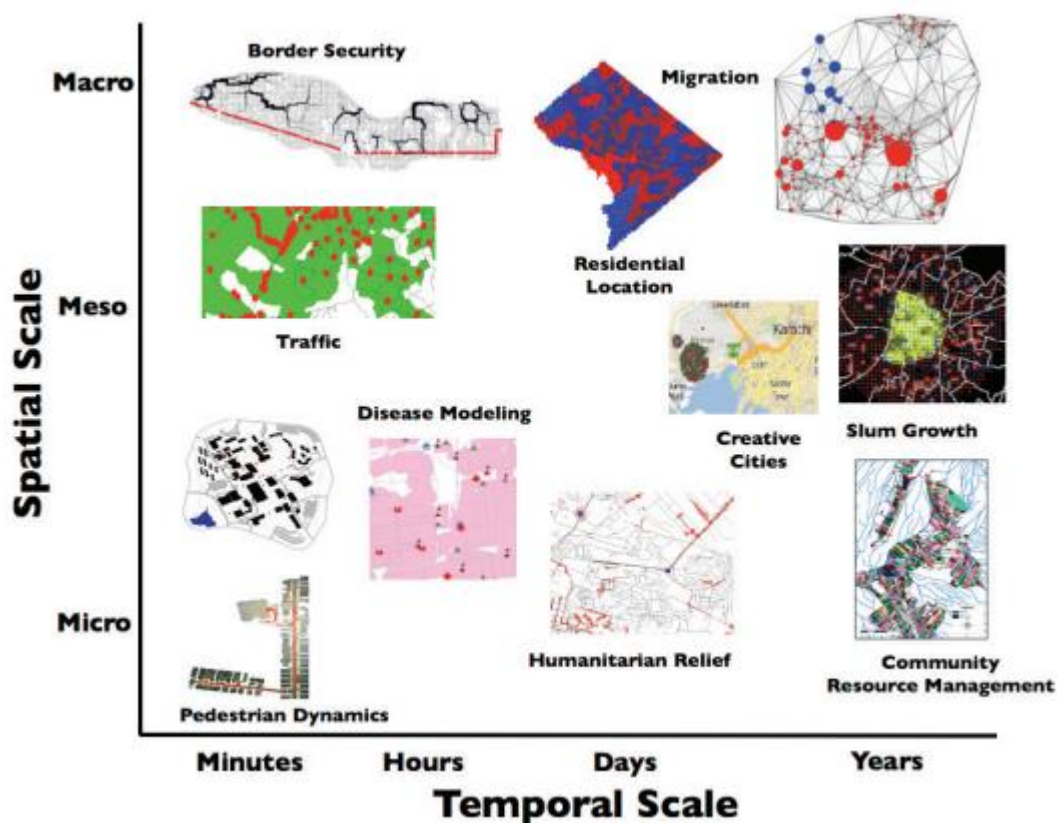 Border Security
Macro
Migration
Residential
Location
Spatial Scale
Meso
Traffic
Karachi
Disease Modeling
Creative
Cities
Slum Growth
Micro
Humanitarian Relief
Community
Resource Management
Pedestrian Dynamics
Minutes
Hours
Days
Years
Temporal Scale